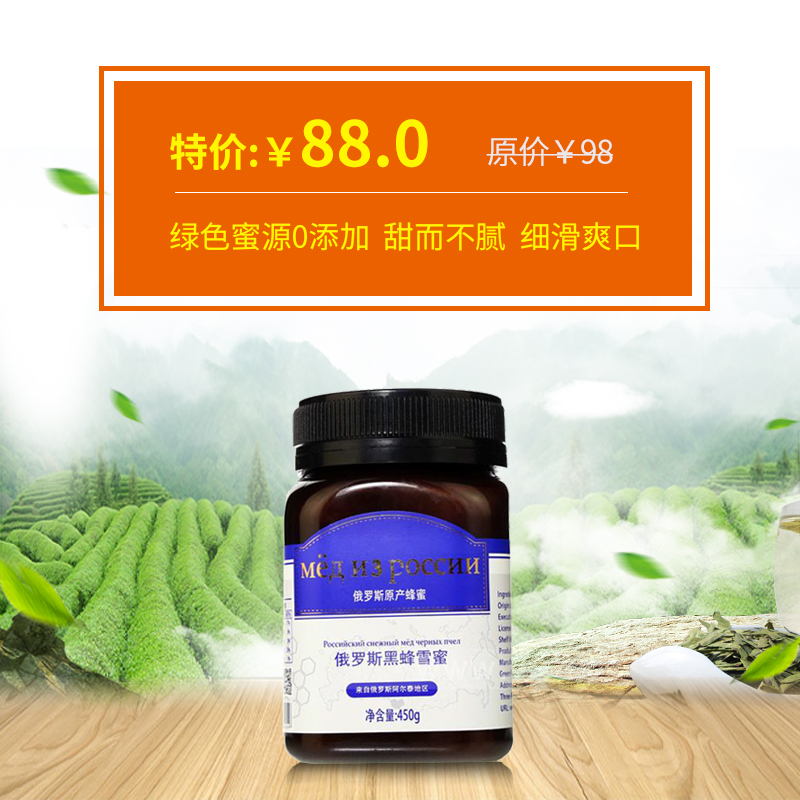 特价:￥88.0 原价￥98
绿色蜜源0添加 甜而不腻 细滑爽口
мёд из россии
俄罗斯原产蜂蜜
Российский снежный мёд черных пчел
俄罗斯黑蜂雪蜜
来自俄罗斯阿尔泰地区
净含量:450g